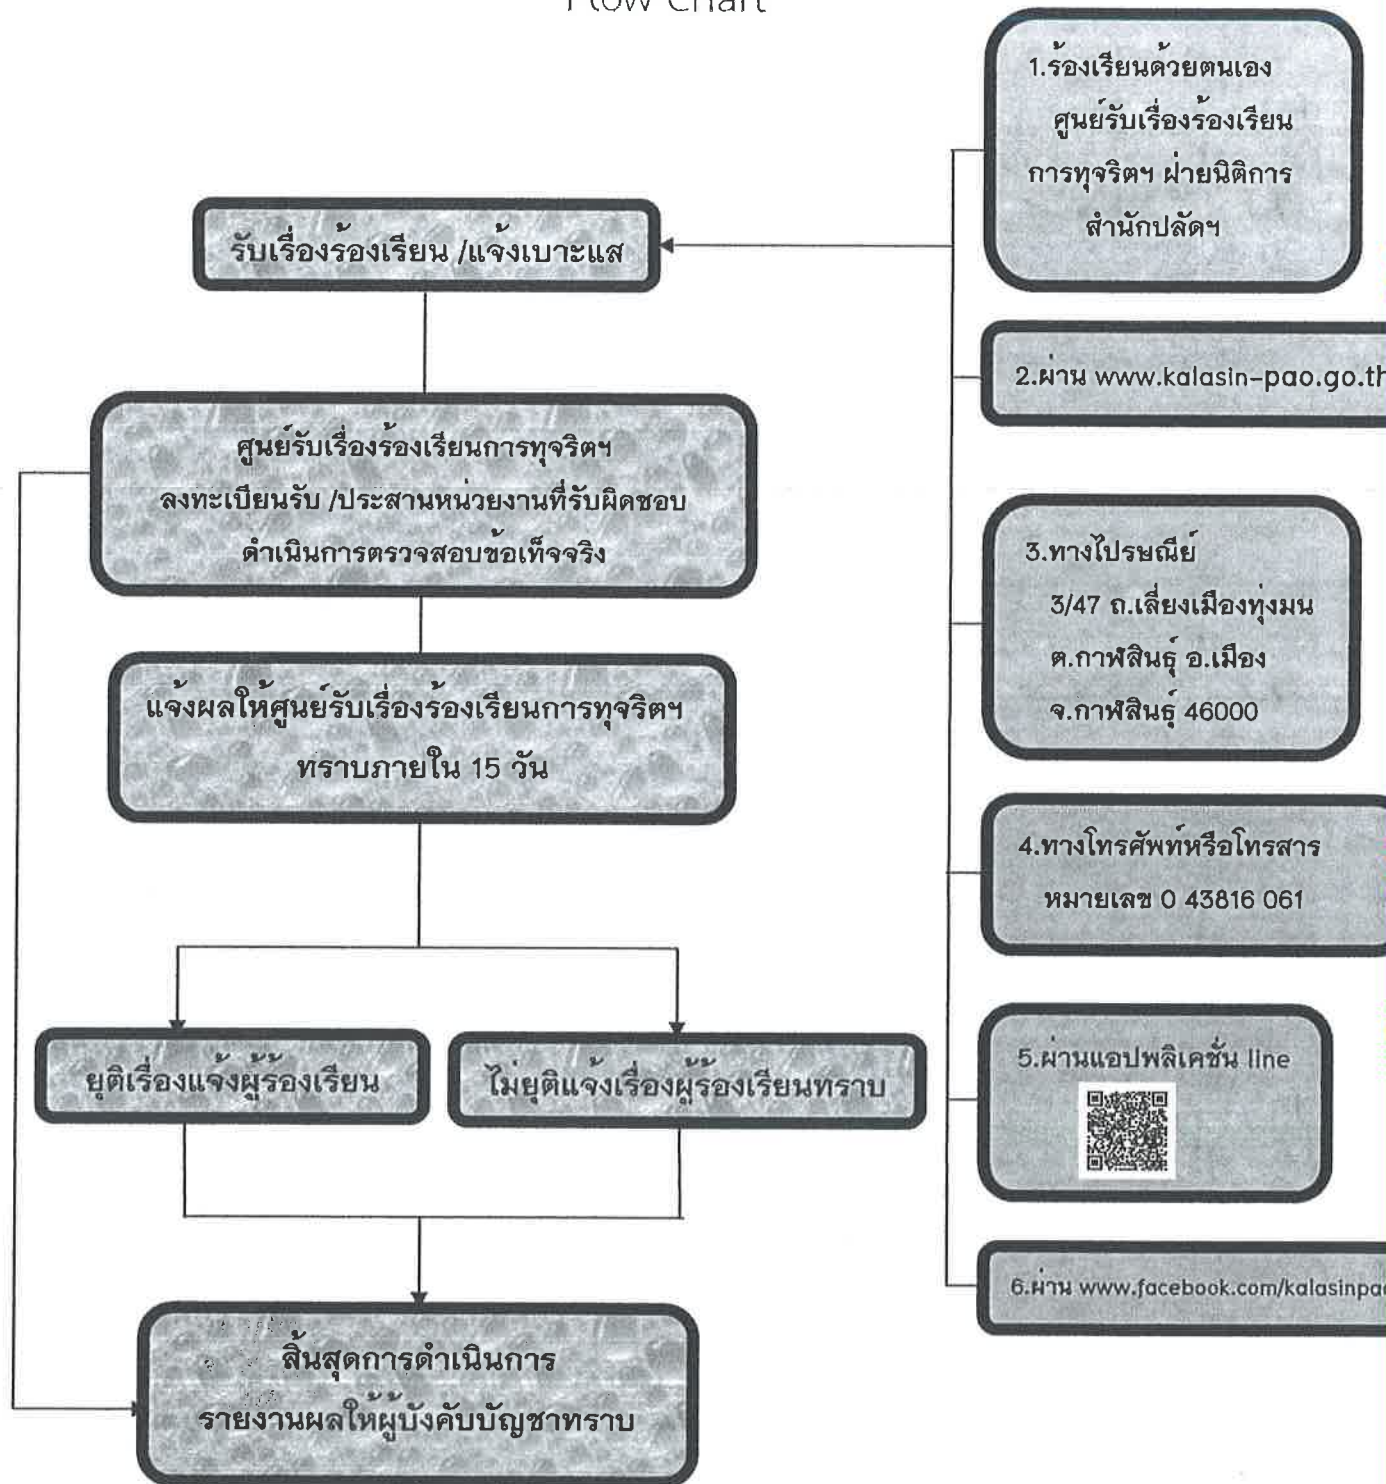 Flow Chart
1.ร้องเรียนด้วยตนเอง
ศูนย์รับเรื่องร้องเรียน
การทุจริตฯ ฝ่ายนิติการ
สำนักปลัดฯ
รับเรื่องร้องเรียน /แจ้งเบาะแส
2.ผ่าน www.kalasin-pao.go.th
ศูนย์รับเรื่องร้องเรียนการทุจริตฯ
ลงทะเบียนรับ /ประสานหน่วยงานที่รับผิดชอบ
ดำเนินการตรวจสอบข้อเท็จจริง
3.ทางไปรษณีย์
3/47 ถ.เลี่ยงเมืองทุ่งมน
ต.กาฬสินธุ์ อ.เมือง
จ.กาฬสินธุ์ 46000
แจ้งผลให้ศูนย์รับเรื่องร้องเรียนการทุจริตฯ
ทราบภายใน 15 วัน
4.ทางโทรศัพท์หรือโทรสาร
หมายเลข 0 43816 061
5.ผ่านแอปพลิเคชั่น line
ยุติเรื่องแจ้งผู้ร้องเรียน
ไม่ยุติแจ้งเรื่องผู้ร้องเรียนทราบ
6.ผ่าน www.facebook.com/kalasinpao
สิ้นสุดการดำเนินการ
รายงานผลให้ผู้บังคับบัญชาทราบ